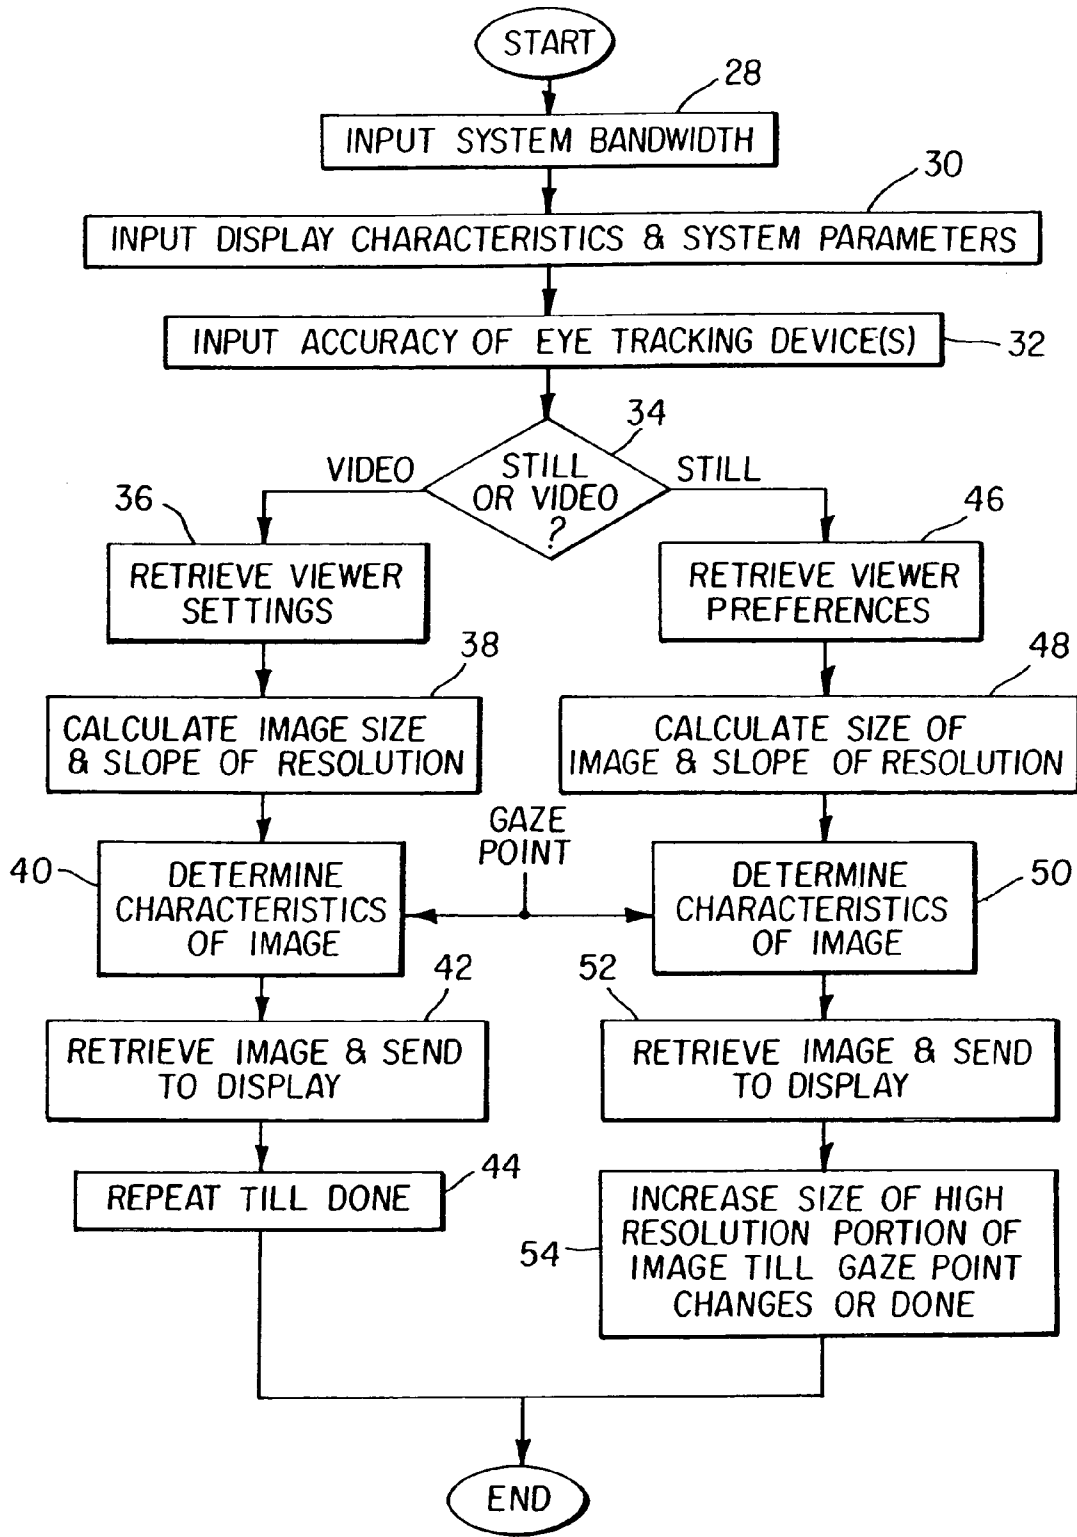 START
28
INPUT SYSTEM BANDWIDTH
30
INPUT DISPLAY CHARACTERISTICS & SYSTEM PARAMETERS
INPUT ACCURACY OF EYE TRACKING DEVICE(S)
32
34
VIDEO
STILL
OR VIDEO
?
STILL
36
RETRIEVE VIEWER
SETTINGS
46
RETRIEVE VIEWER
PREFERENCES
38
CALCULATE IMAGE SIZE
& SLOPE OF RESOLUTION
48
CALCULATE SIZE OF
IMAGE & SLOPE OF RESOLUTION
GAZE
POINT
40
DETERMINE
CHARACTERISTICS
OF IMAGE
50
DETERMINE
CHARACTERISTICS
OF IMAGE
42
RETRIEVE IMAGE & SEND
TO DISPLAY
52
RETRIEVE IMAGE & SEND
TO DISPLAY
44
REPEAT TILL DONE
54
INCREASE SIZE OF HIGH
RESOLUTION PORTION OF
IMAGE TILL GAZE POINT
CHANGES OR DONE
END